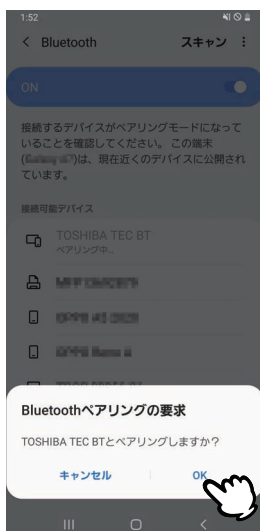 1:52
Bluetooth
スキャン
ON
接続するデバイスがペアリングモードになって
いることを確認してください。この端末
( )は、現在近くのデバイスに公開され
ています。
接続可能デバイス
TOSHIBA TEC BT
ペアリング中...
Bluetoothペアリングの要求
TOSHIBA TEC BTとペアリングしますか？
キャンセル
OK